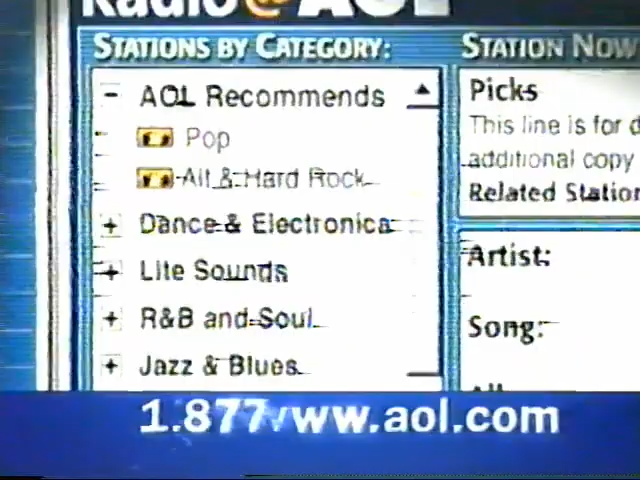 Radio@AOL
STATIONS BY CATEGORY:
STATION NOW
- AOL Recommends
Pop
Alt & Hard Rock
+ Dance & Electronica
+ Lite Sounds
+ R&B and Soul
+ Jazz & Blues
Picks
This line is for d
additional copy
Related Station
Artist:
Song:
1.877 ww.aol.com